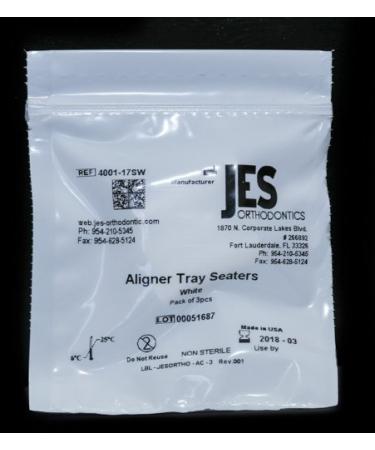 REF 4001-17SW
Manufacturer
JES
ORTHODONTICS
web.jes-orthodontic.com
Ph: 954-210-5345
Fax: 954-628-5124
1870 N. Corporate Lakes Blvd.
# 266892
Fort Lauderdale, FL 33326
Ph: 954-210-5345
Fax: 954-628-5124
Aligner Tray Seaters
White
Pack of 3pcs
LOT 00051687
Made in USA
2018 - 03
Use by
25°C
5°C
2
Do Not Reuse
NON STERILE
LBL -JESORTHO -AC -3 Rev.001